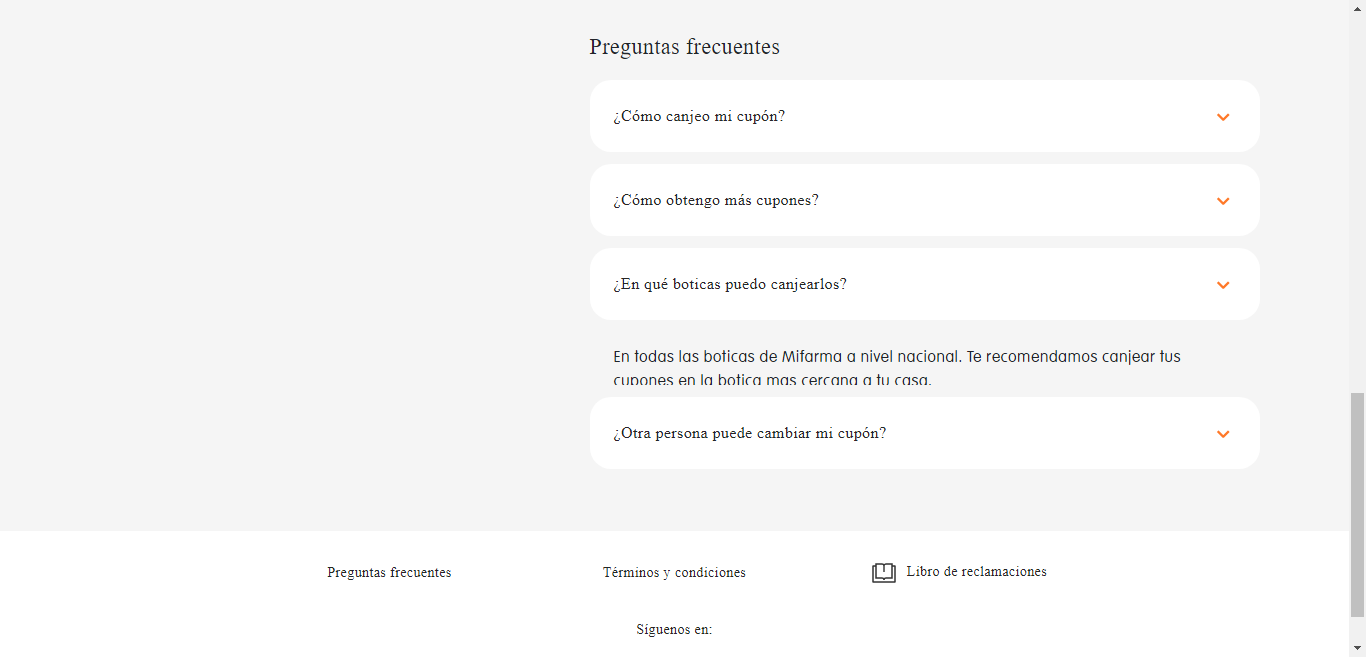 Preguntas frecuentes
¿Cómo canjeo mi cupón?
¿Cómo obtengo más cupones?
¿En qué boticas puedo canjearlos?
En todas las boticas de Mifarma a nivel nacional. Te recomendamos canjear tus
cupones en la botica mas cercana a tu casa.
¿Otra persona puede cambiar mi cupón?
Preguntas frecuentes
Términos y condiciones
Libro de reclamaciones
Síguenos en: